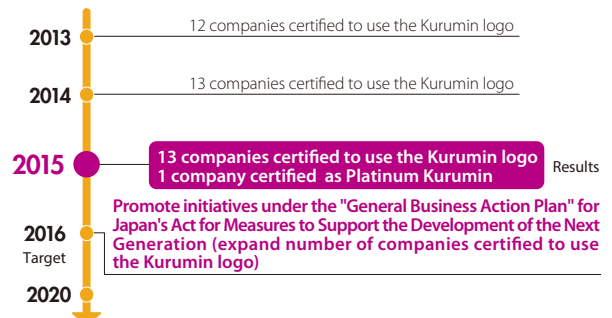 2013
12 companies certified to use the Kurumin logo
2014
13 companies certified to use the Kurumin logo
2015
13 companies certified to use the Kurumin logo
1 company certified as Platinum Kurumin
Results
Promote initiatives under the "General Business Action Plan" for
Japan's Act for Measures to Support the Development of the Next
Generation (expand number of companies certified to use
the Kurumin logo)
2016
Target
2020